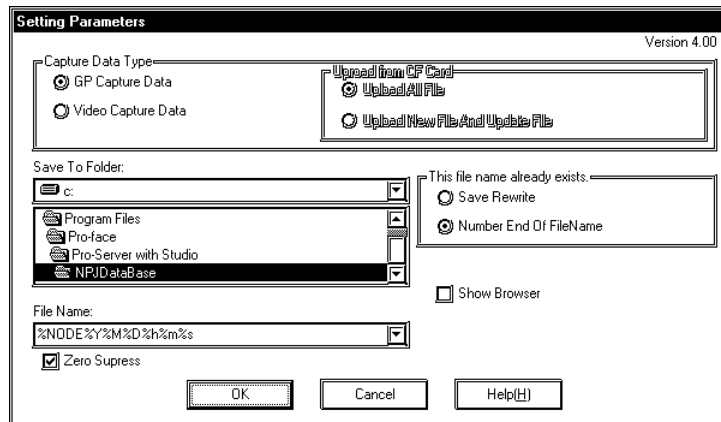 Setting Parameters
Version 4.00
Capture Data Type
GP Capture Data
Video Capture Data
Upread from CF Card
Upload All File
Upload New File And Update File
Save To Folder:
c:
Program Files
Pro-face
Pro-Server with Studio
NPJDataBase
This file name already exists.
Save Rewrite
Number End Of FileName
Show Browser
File Name:
%NODE%Y%M%D%h%m%s
Zero Supress
OK
Cancel
Help(H)